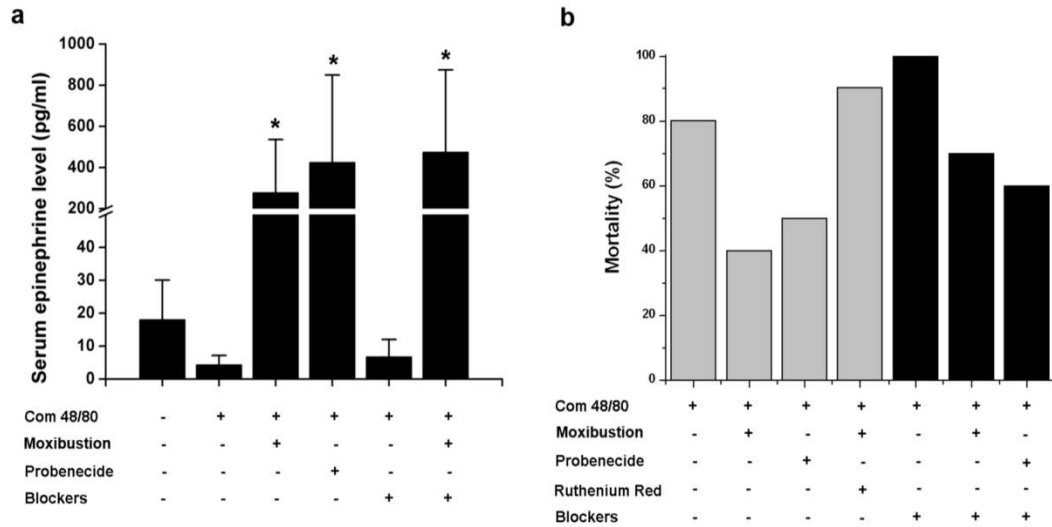 a
Serum epinephrine level (pg/ml)
1000
800
600
400
200
40
30
20
10
0
* * *
Com 48/80 - + + + + +
Moxibustion - - + - - +
Probenecide - - - + - -
Blockers - - - - + +
b
Mortality (%)
100
80
60
40
20
0
Com 48/80 + + + + + + +
Moxibustion - + - + - + -
Probenecide - - + - - - +
Ruthenium Red - - - + - - -
Blockers - - - - + + +